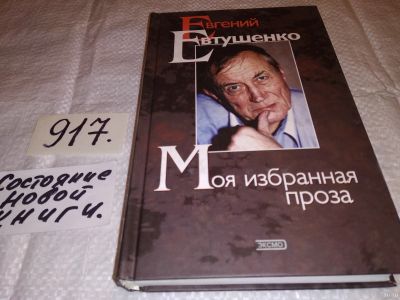 Евгений
Евтушенко
Моя избранная
проза
ЭКСМО
917.
Состояние
новой
книги.